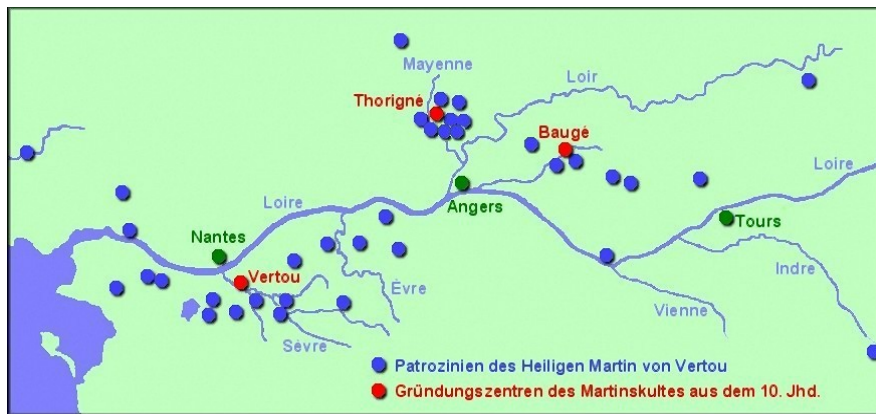 Mayenne
Loir
Thorigné
Baugé
Loire
Angers
Loire
Tours
Nantes
Vertou
Èvre
Indre
Vienne
Sèvre
Patrozinien des Heiligen Martin von Vertou
Gründungszentren des Martinskultes aus dem 10. Jhd.